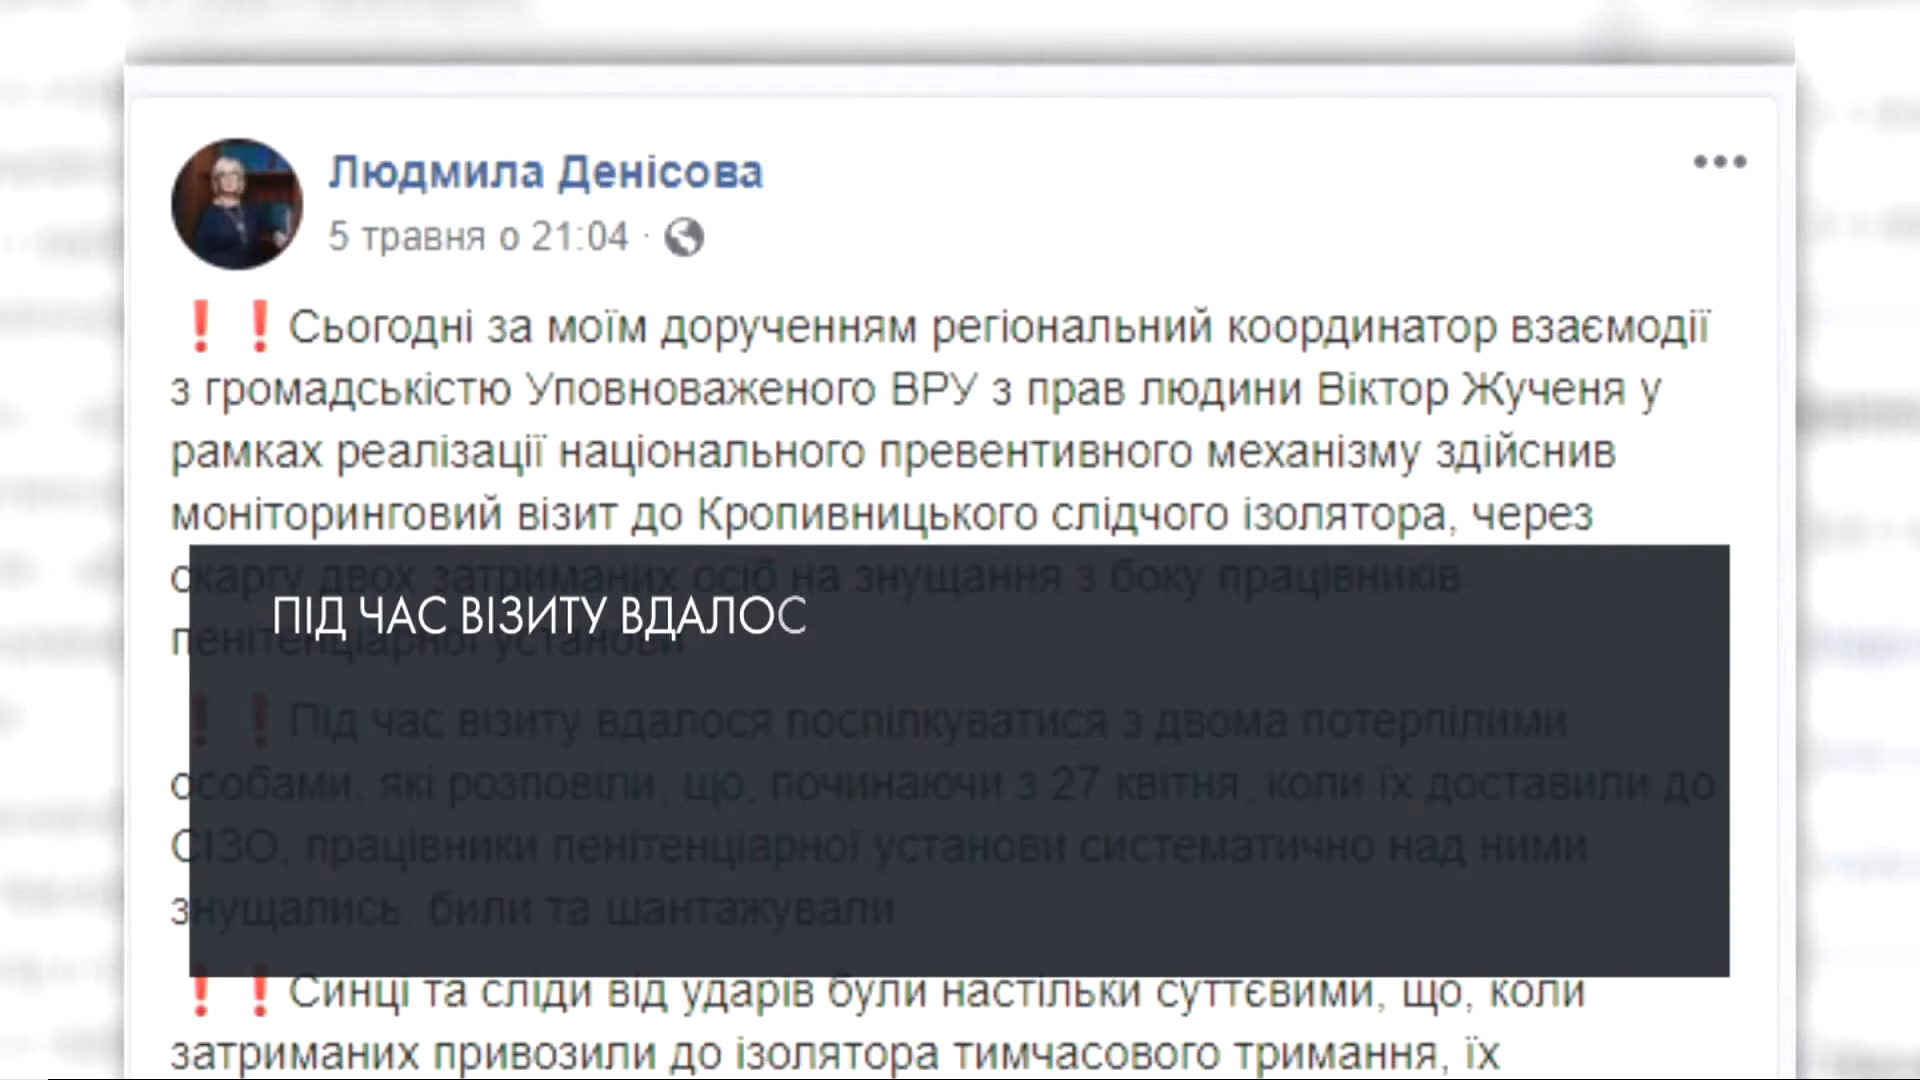 Людмила Денісова
5 травня о 21:04 ·
❗❗Сьогодні за моїм дорученням регіональний координатор взаємодії
з громадськістю Уповноваженого ВРУ з прав людини Віктор Жученя у
рамках реалізації національного превентивного механізму здійснив
моніторинговий візит до Кропивницького слідчого ізолятора, через
скаргу двох затриманих осіб на знущання з боку працівників
пенітенціарної установи.
ПІД ЧАС ВІЗИТУ ВДАЛОС
❗❗Під час візиту вдалося поспілкуватися з двома потерпілими
особами, які розповіли, що, починаючи з 27 квітня, коли їх доставили до
СІЗО, працівники пенітенціарної установи систематично над ними
знущались, били та шантажували
❗❗Синці та сліди від ударів були настільки суттєвими, що, коли
затриманих привозили до ізолятора тимчасового тримання, їх